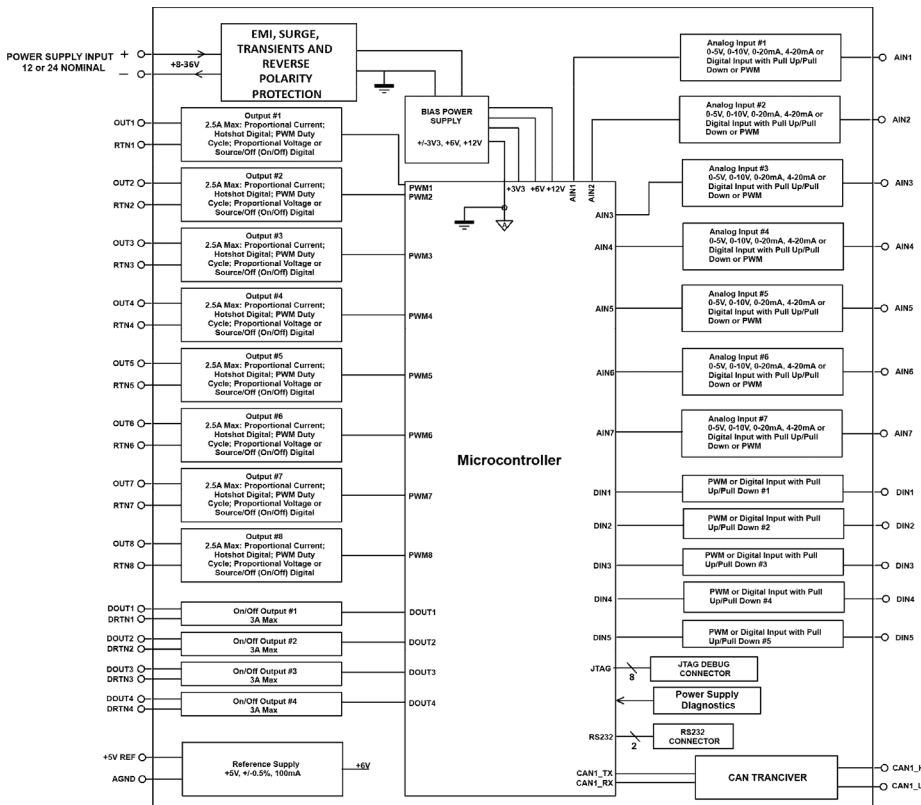 POWER SUPPLY INPUT
12 or 24 NOMINAL
+
−
+8-36V
EMI, SURGE,
TRANSIENTS AND
REVERSE
POLARITY
PROTECTION
BIAS POWER
SUPPLY
+/-3V3, +6V, +12V
OUT1
RTN1
Output #1
2.5A Max: Proportional Current;
Hotshot Digital; PWM Duty
Cycle; Proportional Voltage or
Source/Off (On/Off) Digital
OUT2
RTN2
Output #2
2.5A Max: Proportional Current;
Hotshot Digital; PWM Duty
Cycle; Proportional Voltage or
Source/Off (On/Off) Digital
OUT3
RTN3
Output #3
2.5A Max: Proportional Current;
Hotshot Digital; PWM Duty
Cycle; Proportional Voltage or
Source/Off (On/Off) Digital
OUT4
RTN4
Output #4
2.5A Max: Proportional Current;
Hotshot Digital; PWM Duty
Cycle; Proportional Voltage or
Source/Off (On/Off) Digital
OUT5
RTN5
Output #5
2.5A Max: Proportional Current;
Hotshot Digital; PWM Duty
Cycle; Proportional Voltage or
Source/Off (On/Off) Digital
OUT6
RTN6
Output #6
2.5A Max: Proportional Current;
Hotshot Digital; PWM Duty
Cycle; Proportional Voltage or
Source/Off (On/Off) Digital
OUT7
RTN7
Output #7
2.5A Max: Proportional Current;
Hotshot Digital; PWM Duty
Cycle; Proportional Voltage or
Source/Off (On/Off) Digital
OUT8
RTN8
Output #8
2.5A Max: Proportional Current;
Hotshot Digital; PWM Duty
Cycle; Proportional Voltage or
Source/Off (On/Off) Digital
DOUT1
DRTN1
On/Off Output #1
3A Max
DOUT2
DRTN2
On/Off Output #2
3A Max
DOUT3
DRTN3
On/Off Output #3
3A Max
DOUT4
DRTN4
On/Off Output #4
3A Max
+5V REF
AGND
Reference Supply
+5V, +/-0.5%, 100mA
+6V
PWM1
PWM2
PWM3
PWM4
PWM5
PWM6
PWM7
PWM8
DOUT1
DOUT2
DOUT3
DOUT4
+3V3
+6V
+12V
AIN1
AIN2
A
Microcontroller
AIN3
AIN4
AIN5
AIN6
AIN7
DIN1
DIN2
DIN3
DIN4
DIN5
JTAG
8
RS232
2
CAN1_TX
CAN1_RX
Analog Input #1
0-5V, 0-10V, 0-20mA, 4-20mA or
Digital Input with Pull Up/Pull
Down or PWM
AIN1
Analog Input #2
0-5V, 0-10V, 0-20mA, 4-20mA or
Digital Input with Pull Up/Pull
Down or PWM
AIN2
Analog Input #3
0-5V, 0-10V, 0-20mA, 4-20mA or
Digital Input with Pull Up/Pull
Down or PWM
AIN3
Analog Input #4
0-5V, 0-10V, 0-20mA, 4-20mA or
Digital Input with Pull Up/Pull
Down or PWM
AIN4
Analog Input #5
0-5V, 0-10V, 0-20mA, 4-20mA or
Digital Input with Pull Up/Pull
Down or PWM
AIN5
Analog Input #6
0-5V, 0-10V, 0-20mA, 4-20mA or
Digital Input with Pull Up/Pull
Down or PWM
AIN6
Analog Input #7
0-5V, 0-10V, 0-20mA, 4-20mA or
Digital Input with Pull Up/Pull
Down or PWM
AIN7
PWM or Digital Input with Pull
Up/Pull Down #1
DIN1
PWM or Digital Input with Pull
Up/Pull Down #2
DIN2
PWM or Digital Input with Pull
Up/Pull Down #3
DIN3
PWM or Digital Input with Pull
Up/Pull Down #4
DIN4
PWM or Digital Input with Pull
Up/Pull Down #5
DIN5
JTAG DEBUG
CONNECTOR
Power Supply
Diagnostics
RS232
CONNECTOR
CAN TRANCIVER
CAN1_H
CAN1_L